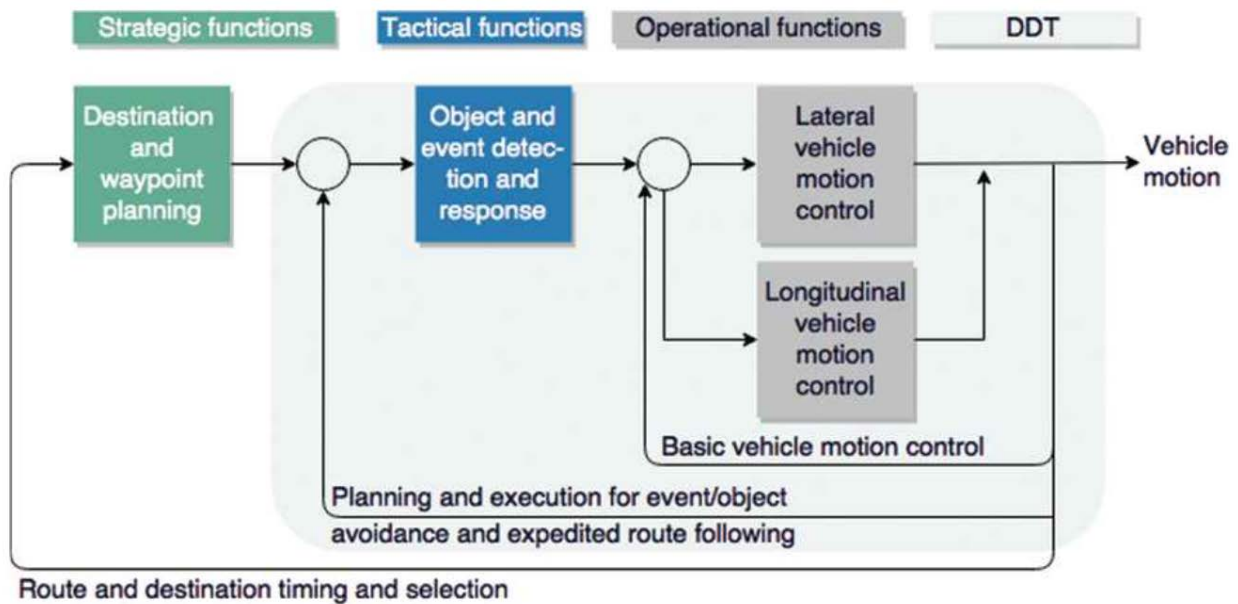 Strategic functions
Tactical functions
Operational functions
DDT
Destination
and
waypoint
planning
Object and
event detec-
tion and
response
Lateral
vehicle
motion
control
Vehicle
motion
Longitudinal
vehicle
motion
control
Basic vehicle motion control
Planning and execution for event/object
avoidance and expedited route following
Route and destination timing and selection